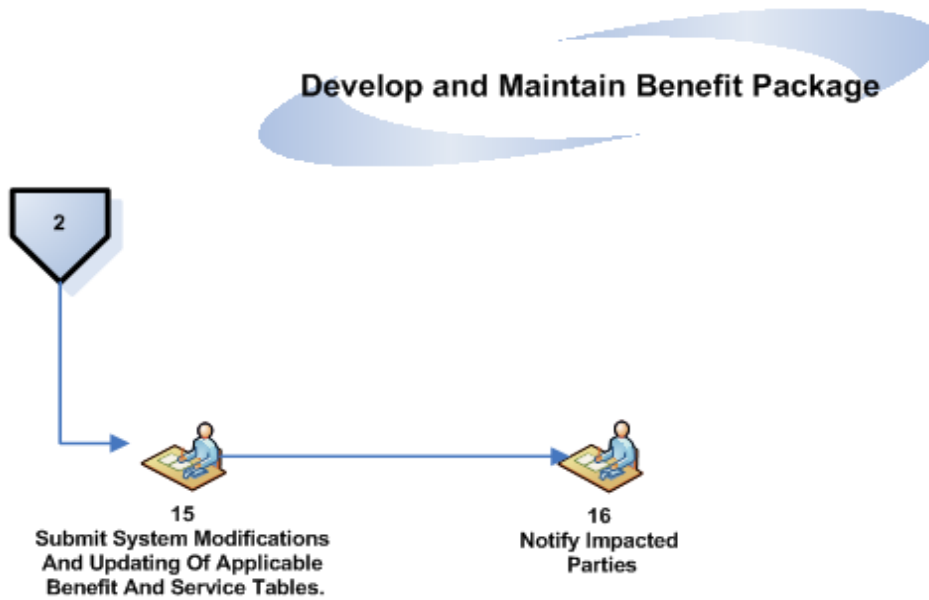 Develop and Maintain Benefit Package
2
15
Submit System Modifications
And Updating Of Applicable
Benefit And Service Tables.
16
Notify Impacted
Parties